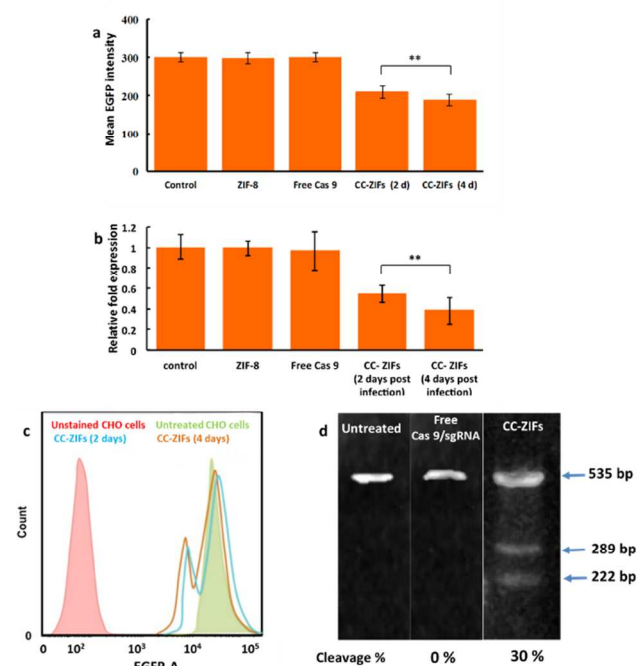 a
Mean EGFP intensity
400
300
200
100
0
**
Control ZIF-8 Free Cas 9 CC-ZIFs (2 d) CC-ZIFs (4 d)
b
Relative fold expression
1.2
1
0.8
0.6
0.4
0.2
0
**
control ZIF-8 Free Cas 9 CC- ZIFs CC- ZIFs
(2 days post (4 days post
infection) infection)
c
Unstained CHO cells Untreated CHO cells
CC-ZIFs (2 days) CC-ZIFs (4 days)
Count
0
0 10² 10³ 10⁴ 10⁵
EGFP-A
d
Untreated
Free
Cas 9/sgRNA
CC-ZIFs
535 bp
289 bp
222 bp
Cleavage % 0 % 30 %